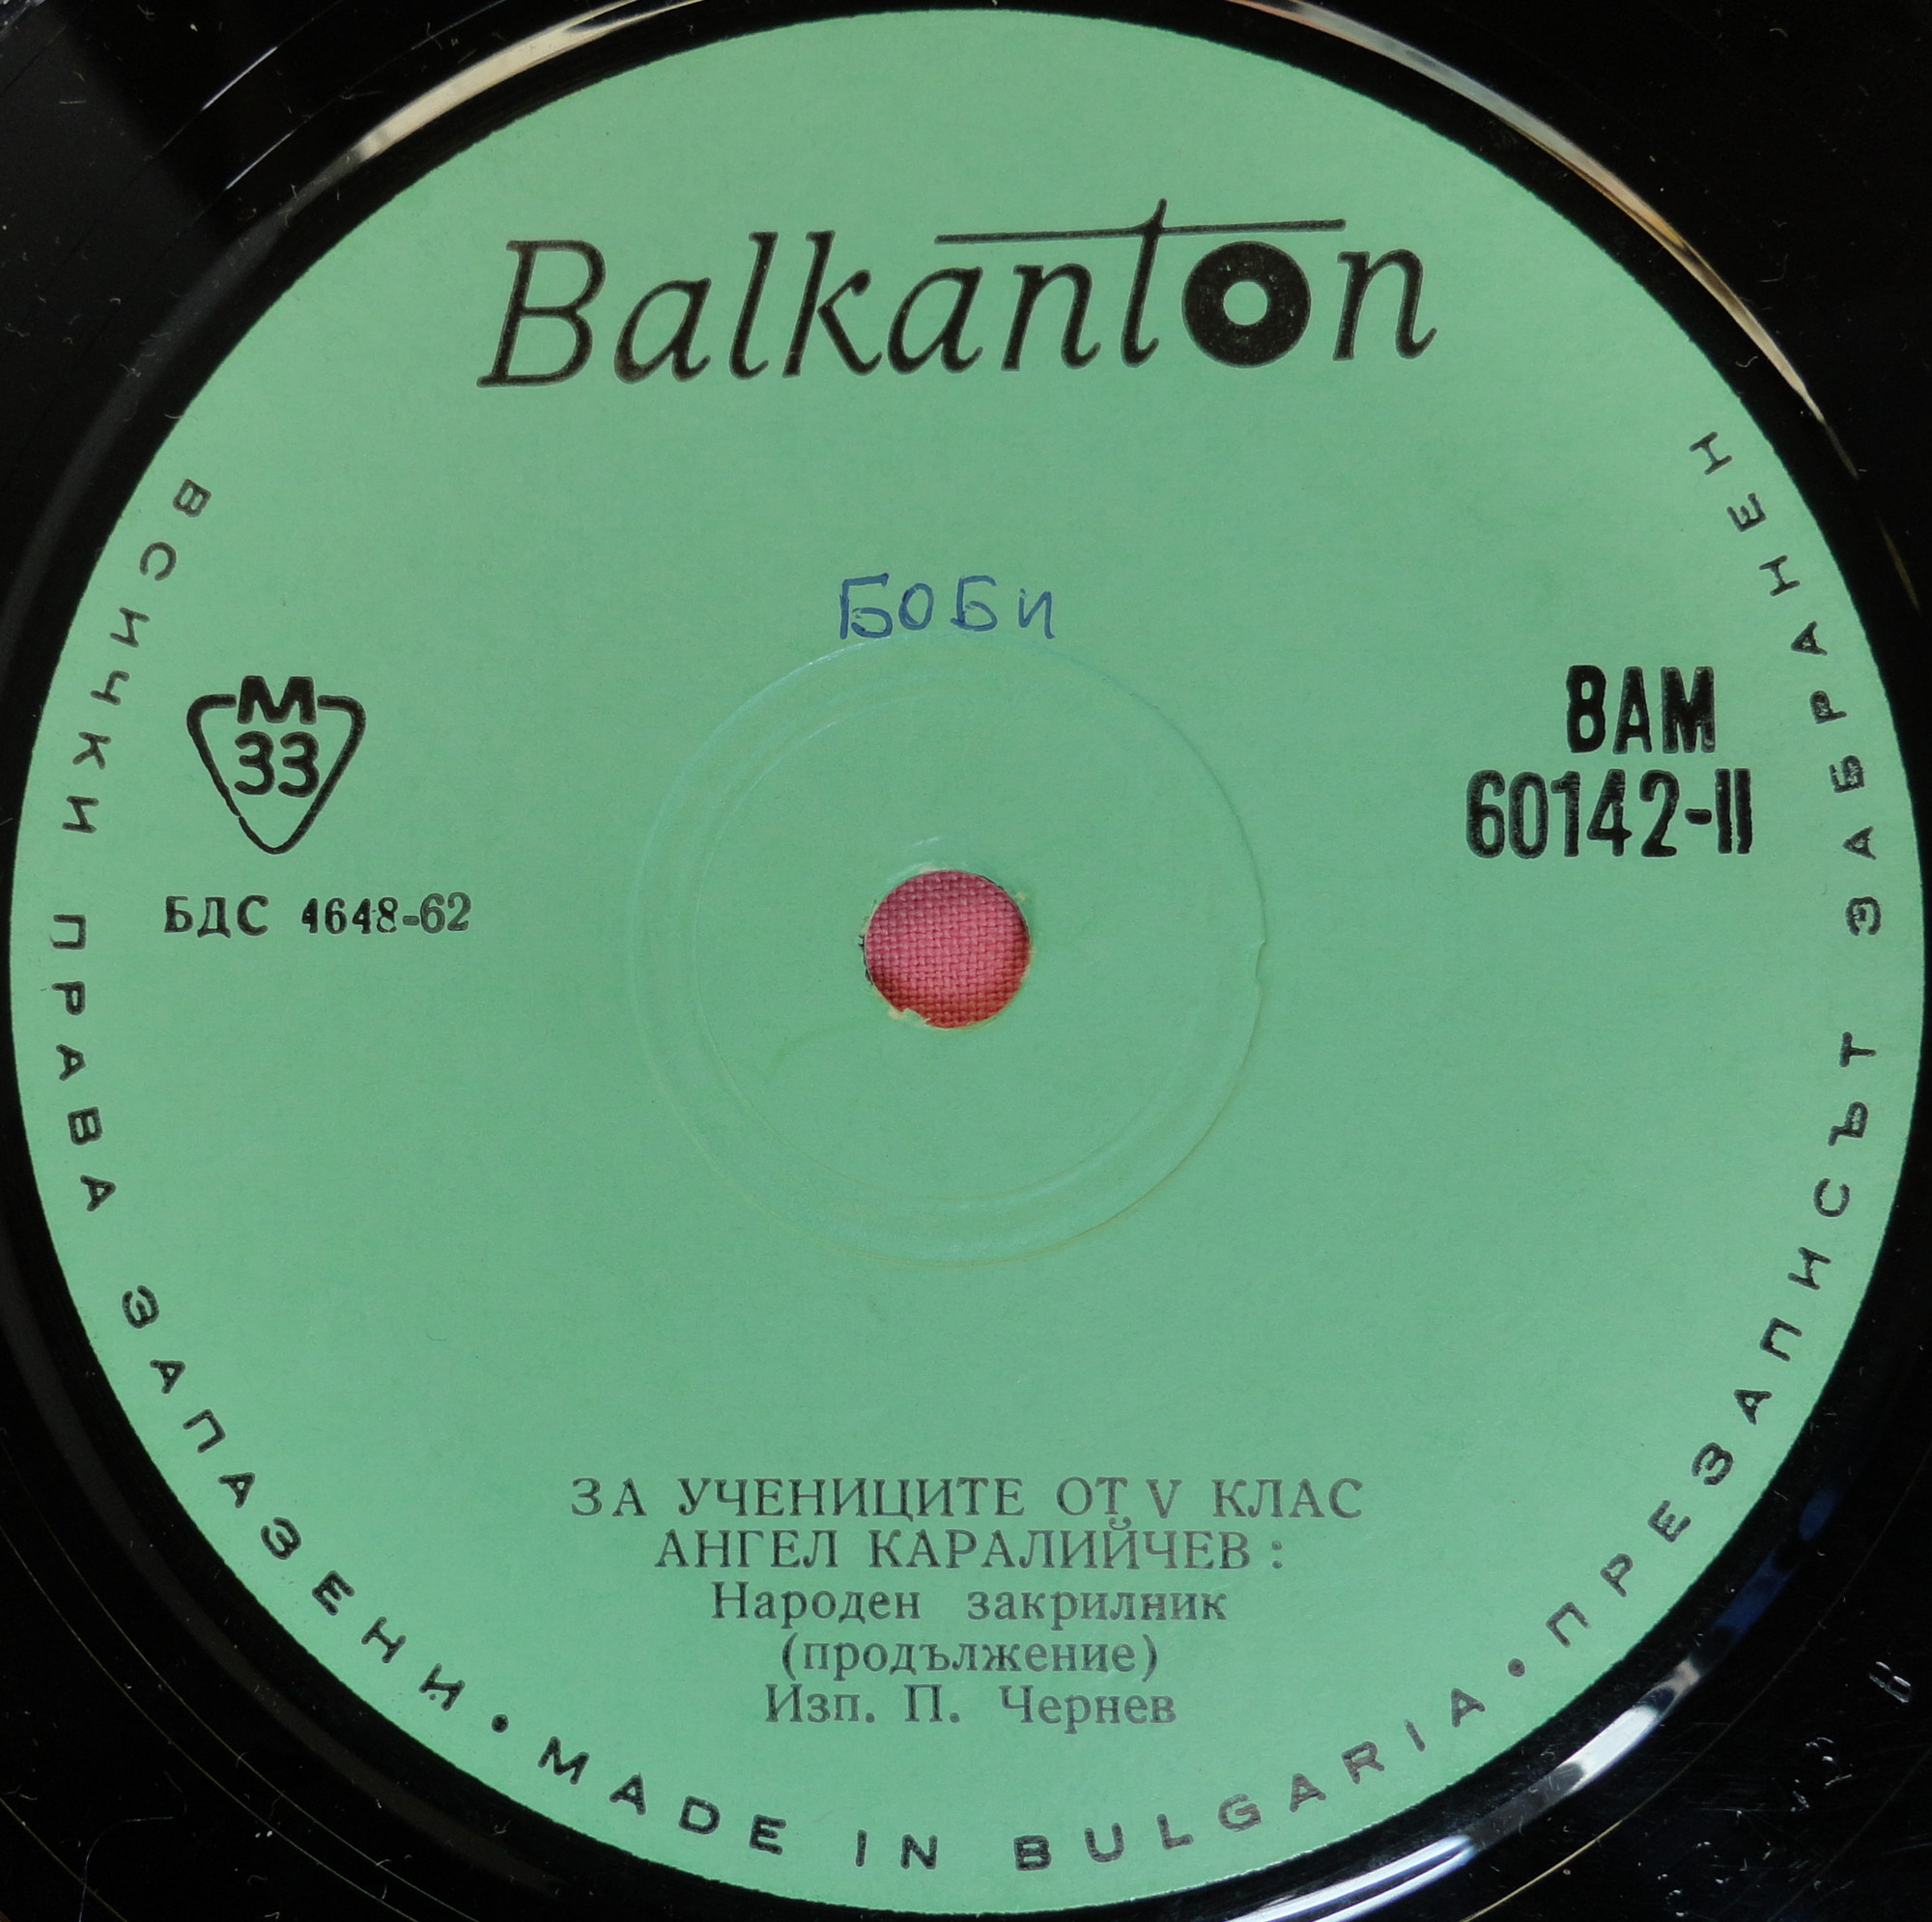 Balkanton
БОБИ
М
33
БДС 4648-62
ВАМ
60142-II
ЗА УЧЕНИЦИТЕ ОТ V КЛАС
АНГЕЛ КАРАЛИЙЧЕВ :
Народен закрилник
(продължение)
Изп. П. Чернев
ВСИЧКИ ПРАВА ЗАПАЗЕНИ • MADE IN BULGARIA • ПРЕЗАПИСЪТ ЗАБРАНЕН